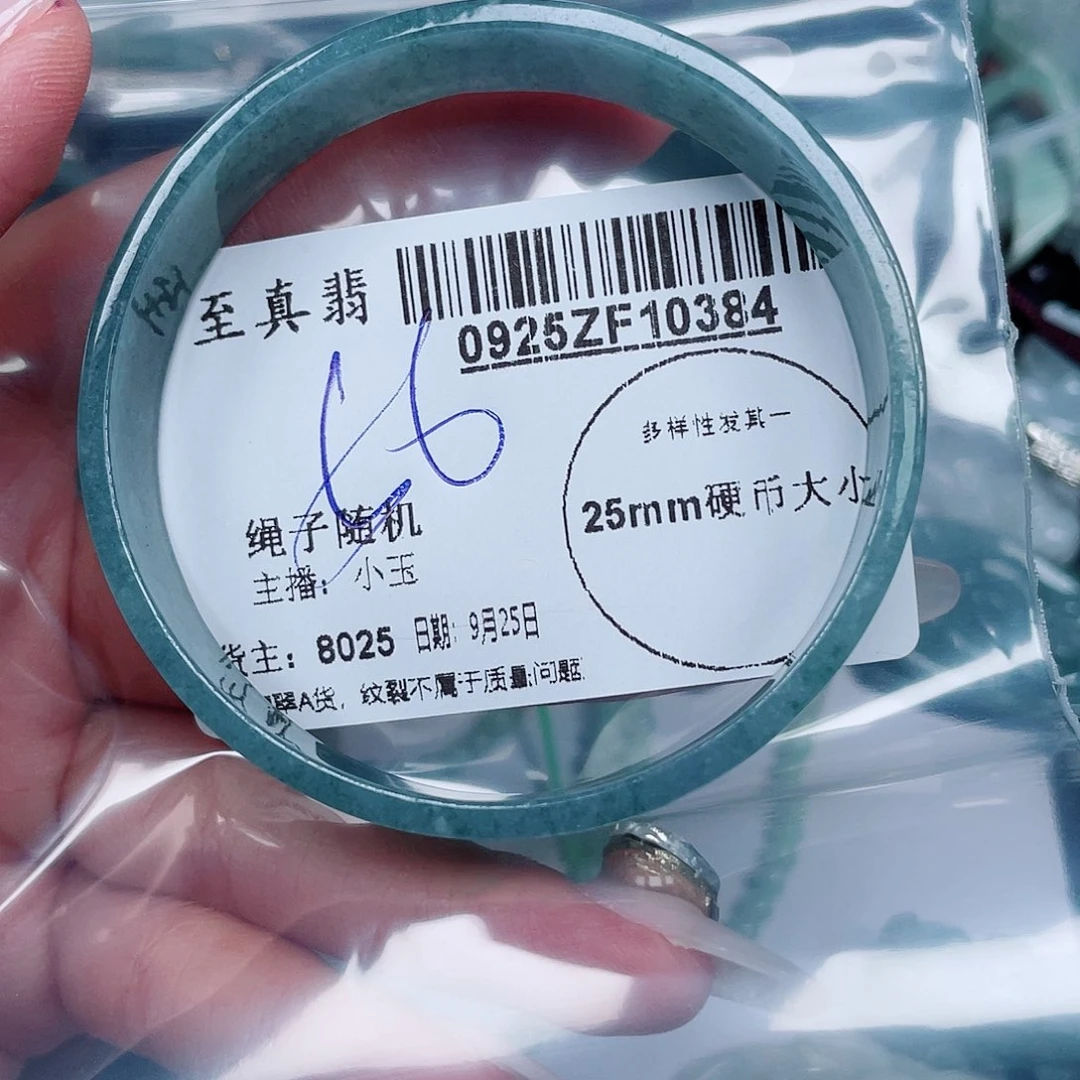 至真翡
0925ZF10384
多样性发其一
25mm硬币大小
绳子随机
主播：小玉
货主：8025 日期：9月25日
翠A货，纹裂不属于质量问题